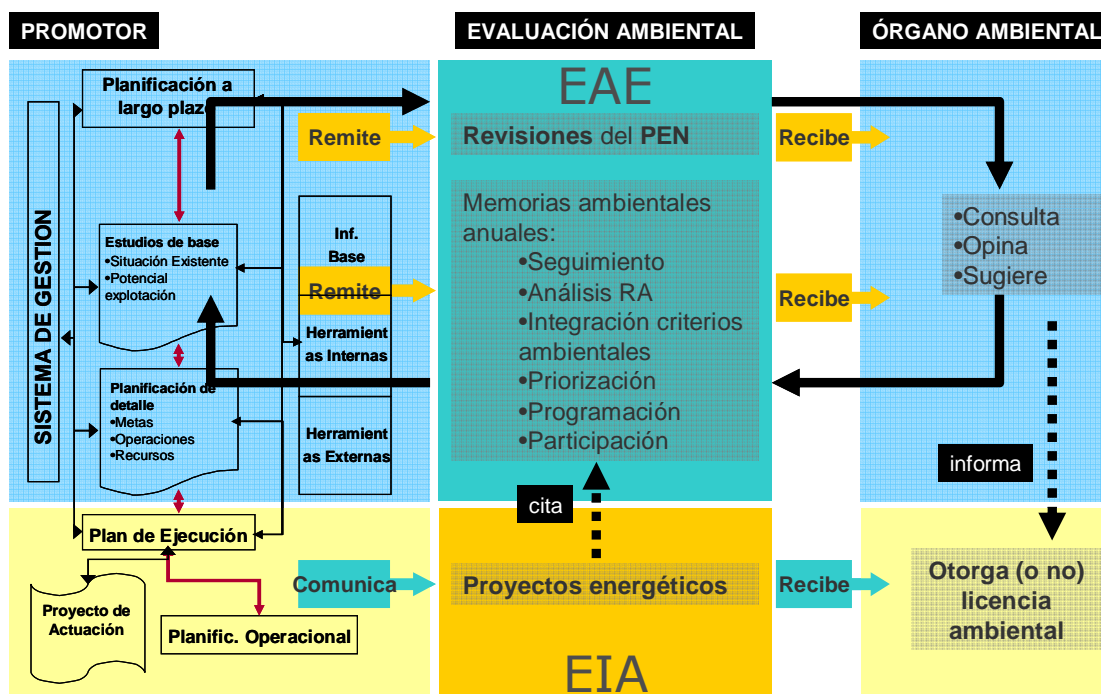 PROMOTOR
EVALUACIÓN AMBIENTAL
ÓRGANO AMBIENTAL
SISTEMA DE GESTION
Planificación a
largo plazo
Estudios de base
•Situación Existente
•Potencial
explotación
Planificación de
detalle
•Metas
•Operaciones
•Recursos
Plan de Ejecución
Proyecto de
Actuación
Planific. Operacional
Remite
Inf.
Base
Remite
Herramient
as Internas
Herramient
as Externas
Comunica
EAE
Revisiones del PEN
Memorias ambientales
anuales:
•Seguimiento
•Análisis RA
•Integración criterios
ambientales
•Priorización
•Programación
•Participación
cita
Proyectos energéticos
EIA
Recibe
Recibe
Recibe
•Consulta
•Opina
•Sugiere
informa
Otorga (o no)
licencia
ambiental